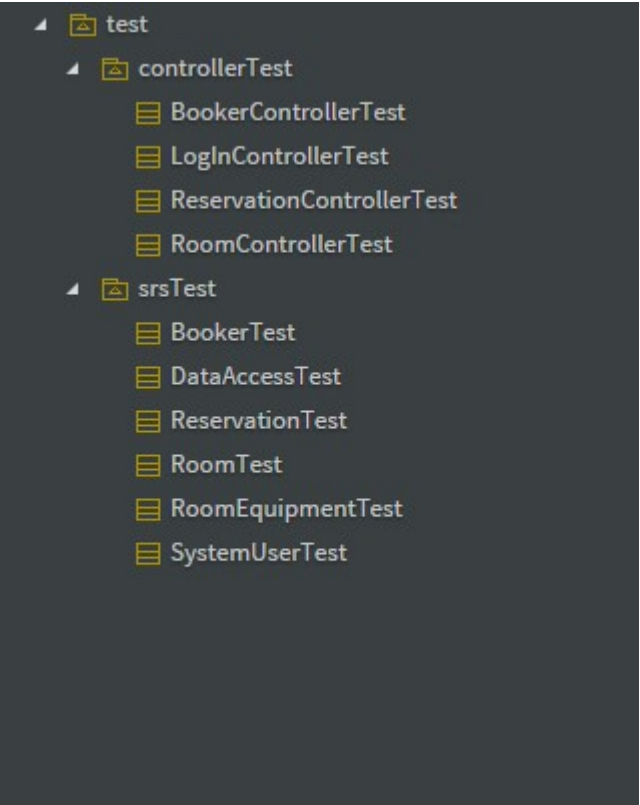 test
controllerTest
BookerControllerTest
LogInControllerTest
ReservationControllerTest
RoomControllerTest
srsTest
BookerTest
DataAccessTest
ReservationTest
RoomTest
RoomEquipmentTest
SystemUserTest